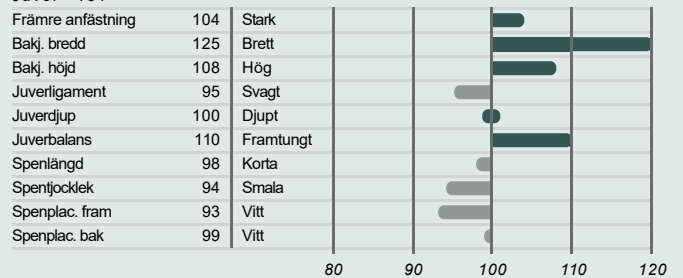 Främre anfästning 104 Stark
Bakj. bredd 125 Brett
Bakj. höjd 108 Hög
Juverligament 95 Svagt
Juverdjup 100 Djupt
Juverbalans 110 Framtungt
Spenlängd 98 Korta
Spentjocklek 94 Smala
Spenplac. fram 93 Vitt
Spenplac. bak 99 Vitt
80 90 100 110 120